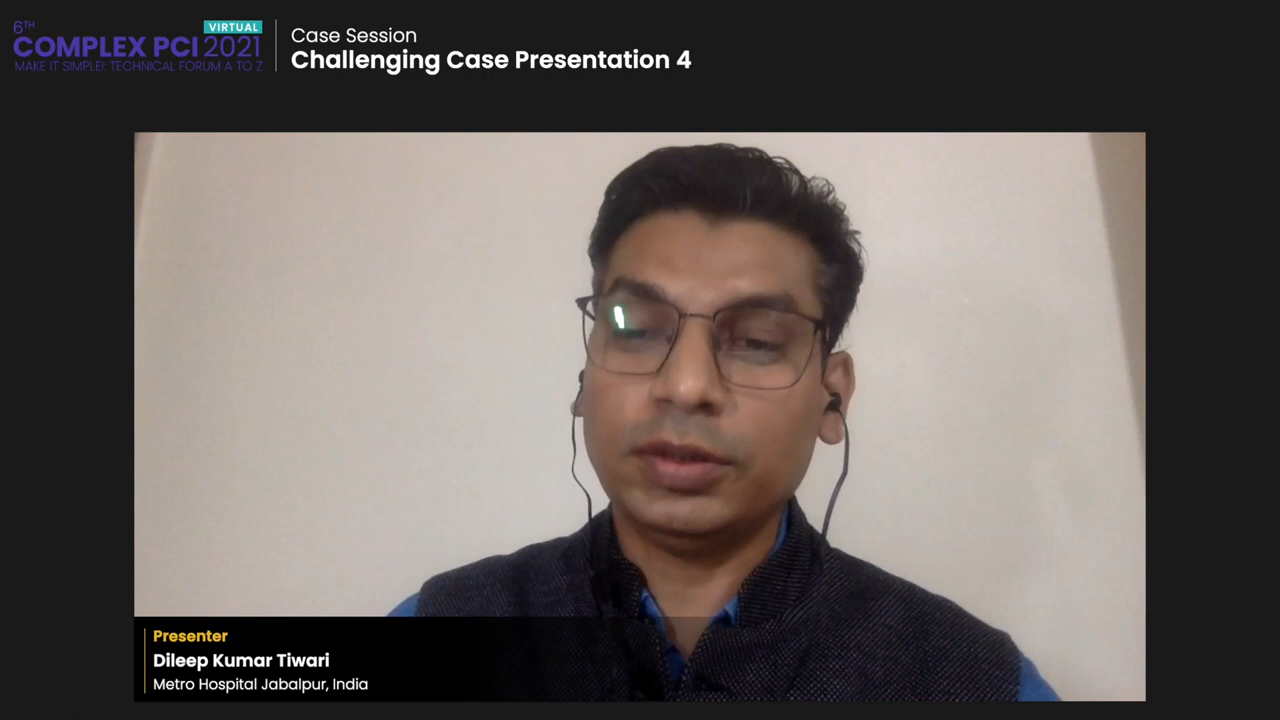 6TH
VIRTUAL
COMPLEX PCI 2021
MAKE IT SIMPLE!: TECHNICAL FORUM A TO Z
Case Session
Challenging Case Presentation 4
Presenter
Dileep Kumar Tiwari
Metro Hospital Jabalpur, India